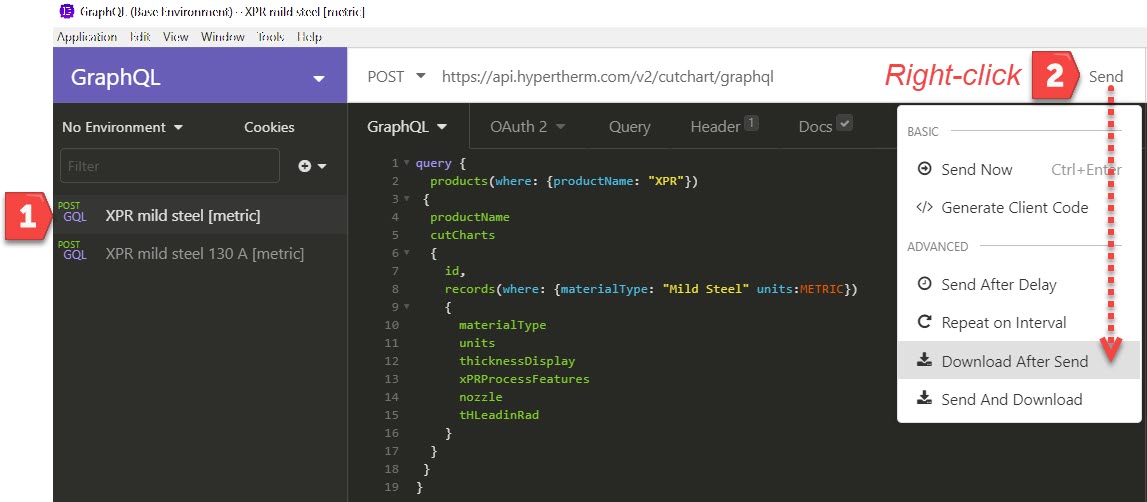 GraphQL (Base Environment) · XPR mild steel [metric]
Application Edit View Window Tools Help
GraphQL
POST https://api.hypertherm.com/v2/cutchart/graphql
Right-click 2 Send
No Environment Cookies
Filter
1
POST
GQL XPR mild steel [metric]
POST
GQL XPR mild steel 130 A [metric]
GraphQL OAuth 2 Query Header 1 Docs
1 query {
2 products(where: {productName: "XPR"})
3 {
4 productName
5 cutCharts
6 {
7 id,
8 records(where: {materialType: "Mild Steel" units:METRIC})
9 {
10 materialType
11 units
12 thicknessDisplay
13 xPRProcessFeatures
14 nozzle
15 tHLeadinRad
16 }
17 }
18 }
19 }
BASIC
Send Now Ctrl+Enter
</> Generate Client Code
ADVANCED
Send After Delay
Repeat on Interval
Download After Send
Send And Download